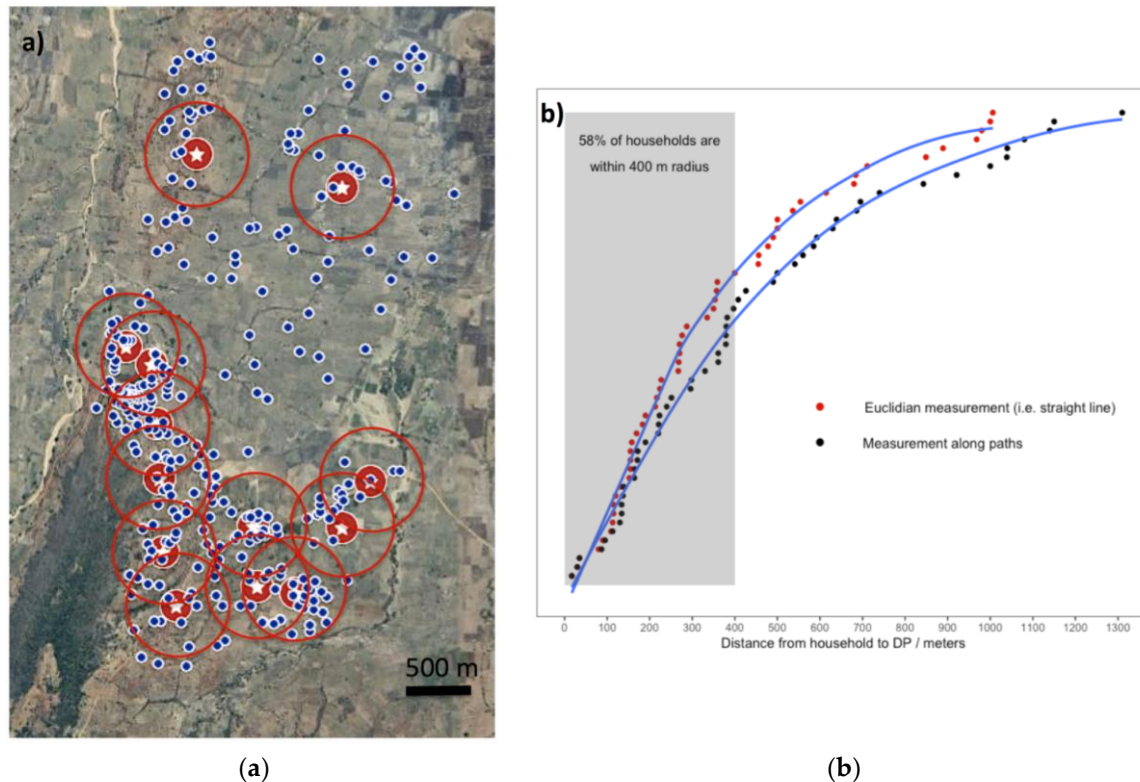 a)
500 m
(a)
b)
58% of households are
within 400 m radius
Euclidian measurement (i.e. straight line)
Measurement along paths
0 100 200 300 400 500 600 700 800 900 1000 1100 1200 1300
Distance from household to DP / meters
(b)